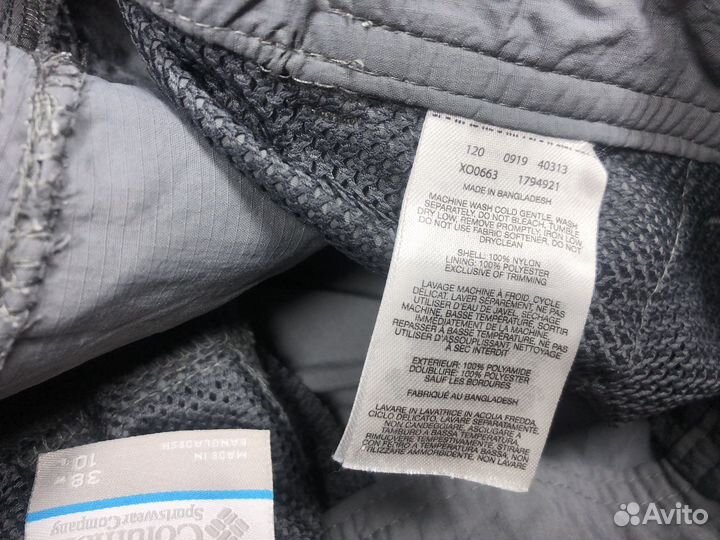 120 0919 40313
XO0663 1794921
MADE IN BANGLADESH
MACHINE WASH COLD GENTLE, WASH
SEPARATELY, DO NOT BLEACH, TUMBLE
DRY LOW, REMOVE PROMPTLY, IRON LOW
DO NOT USE FABRIC SOFTENER, DO NOT
DRYCLEAN
SHELL: 100% NYLON
LINING: 100% POLYESTER
EXCLUSIVE OF TRIMMING
LAVAGE MACHINE À FROID, CYCLE
DÉLICAT. LAVER SÉPARÉMENT, NE PAS
UTILISER D'EAU DE JAVEL, SÉCHAGE
MACHINE, BASSE TEMPÉRATURE, SORTIR
IMMÉDIATEMENT DE LA MACHINE,
REPASSER À BASSE TEMPÉRATURE, NE PAS
UTILISER D'ASSOUPLISSANT NETTOYAGE
À SEC INTERDIT
EXTÉRIEUR: 100% POLYAMIDE
DOUBLURE: 100% POLYESTER
SAUF LES BORDURES
FABRIQUÉ AU BANGLADESH
LAVARE IN LAVATRICE IN ACQUA FREDDA,
CICLO DELICATO, LAVARE SEPARATAMENTE,
NON CANDEGGIARE, ASCIUGARE A
TAMBURO A BASSA TEMPERATURA,
RIMUOVERE TEMPESTIVAMENTE, STIRARE
CON FERRO A TEMPERATURA BASSA, NON
UTILIZZARE AMMORBIDENTE, NON LAVARE
MADE IN
BANGLADESH
38
10
Columbia
Sportswear Company
Avito